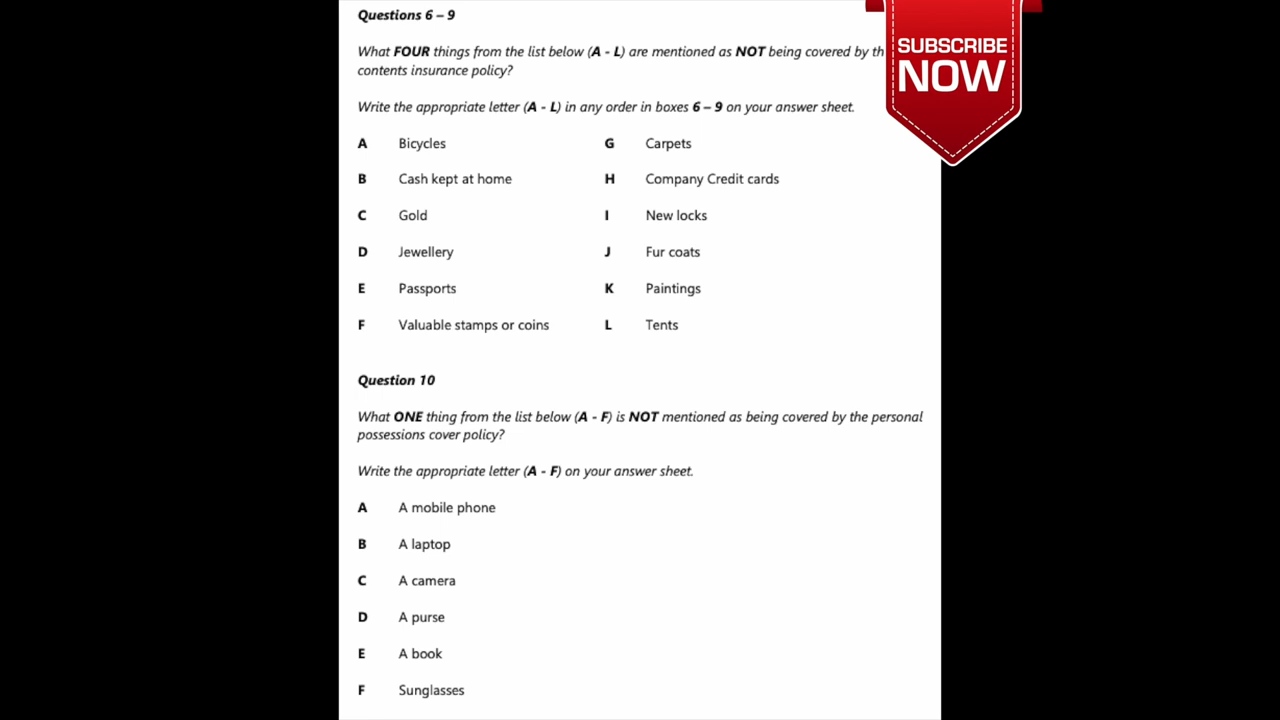 Questions 6 – 9
What FOUR things from the list below (A - L) are mentioned as NOT being covered by th
contents insurance policy?
Write the appropriate letter (A - L) in any order in boxes 6 – 9 on your answer sheet.
A Bicycles G Carpets
B Cash kept at home H Company Credit cards
C Gold I New locks
D Jewellery J Fur coats
E Passports K Paintings
F Valuable stamps or coins L Tents
Question 10
What ONE thing from the list below (A - F) is NOT mentioned as being covered by the personal
possessions cover policy?
Write the appropriate letter (A - F) on your answer sheet.
A A mobile phone
B A laptop
C A camera
D A purse
E A book
F Sunglasses
SUBSCRIBE
NOW